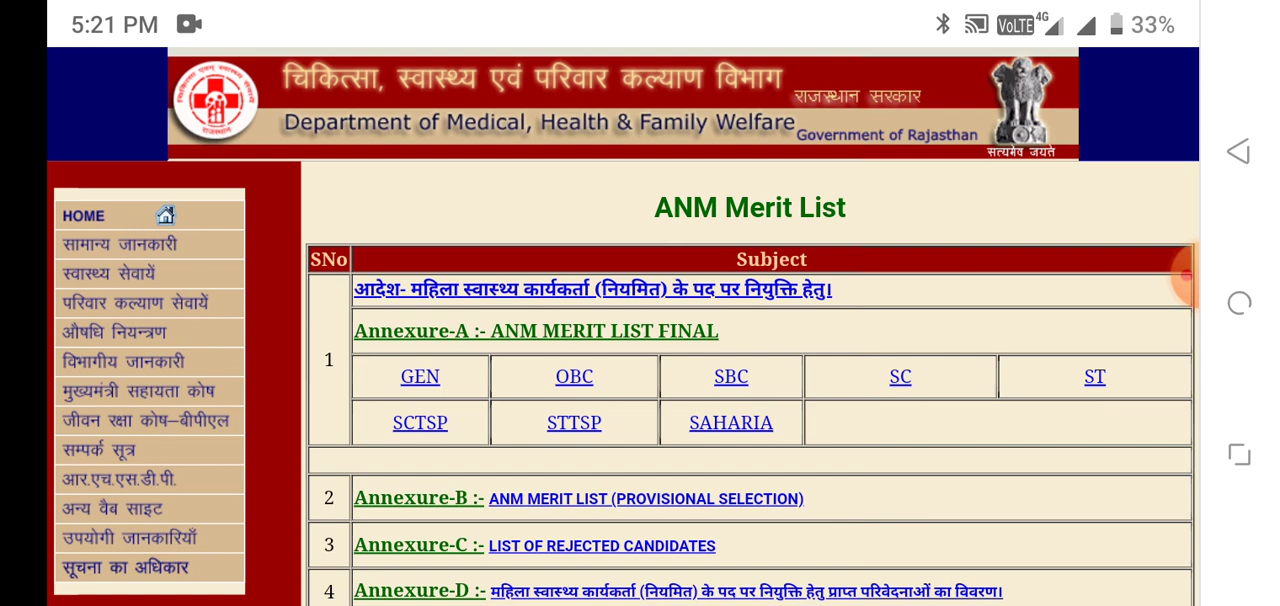 5:21 PM
VoLTE 4G 33%
चिकित्सा, स्वास्थ्य एवं परिवार कल्याण विभाग राजस्थान सरकार
Department of Medical, Health & Family Welfare Government of Rajasthan
सत्यमेव जयते
HOME
सामान्य जानकारी
स्वास्थ्य सेवायें
परिवार कल्याण सेवायें
औषधि नियन्त्रण
विभागीय जानकारी
मुख्यमंत्री सहायता कोष
जीवन रक्षा कोष–बीपीएल
सम्पर्क सूत्र
आर.एच.एस.डी.पी.
अन्य वैब साइट
उपयोगी जानकारियाँ
सूचना का अधिकार
ANM Merit List
SNo Subject
आदेश- महिला स्वास्थ्य कार्यकर्ता (नियमित) के पद पर नियुक्ति हेतु।
Annexure-A :- ANM MERIT LIST FINAL
1
GEN OBC SBC SC ST
SCTSP STTSP SAHARIA
2 Annexure-B :- ANM MERIT LIST (PROVISIONAL SELECTION)
3 Annexure-C :- LIST OF REJECTED CANDIDATES
4 Annexure-D :- महिला स्वास्थ्य कार्यकर्ता (नियमित) के पद पर नियुक्ति हेतु प्राप्त परिवेदनाओं का विवरण।